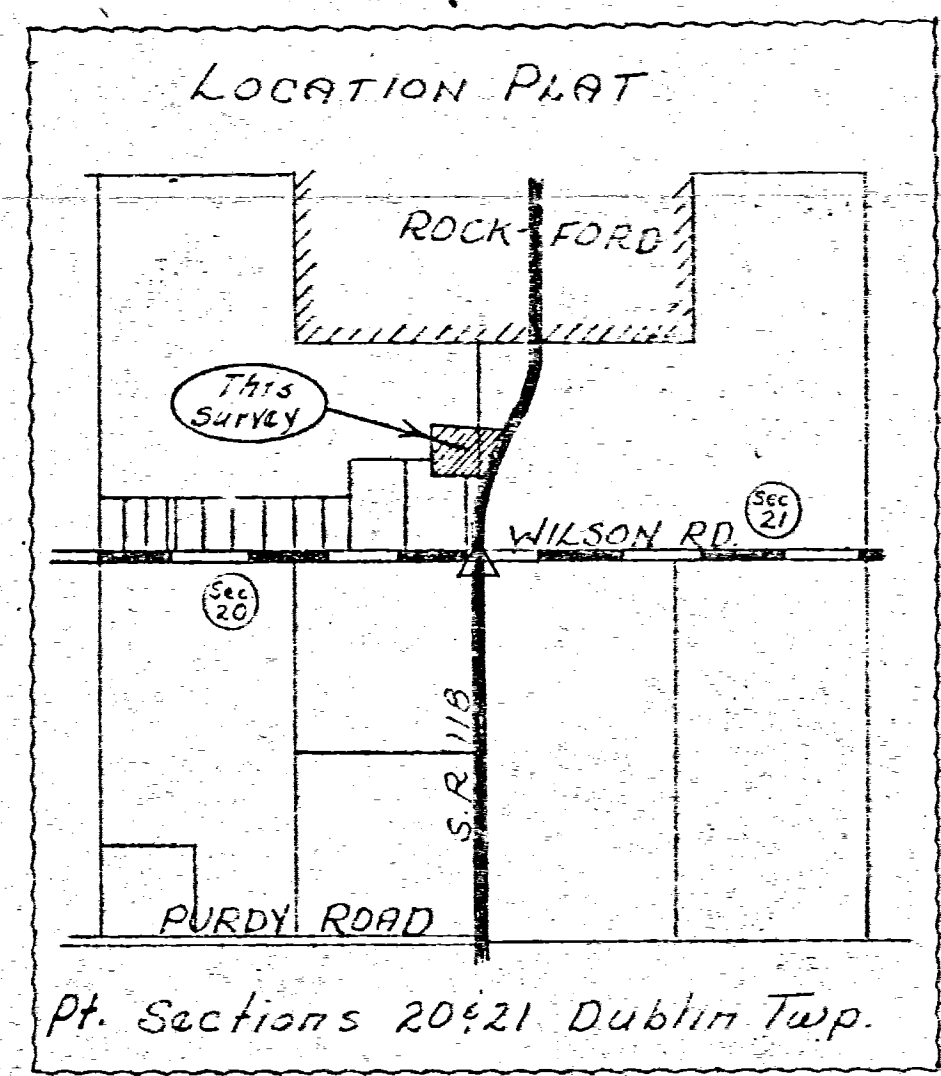 LOCATION PLAT
ROCK-FORD
This
Survey
Sec
21
WILSON RD.
Sec
20
S.R 118
PURDY ROAD
Pt. Sections 20 & 21 Dublin Twp.